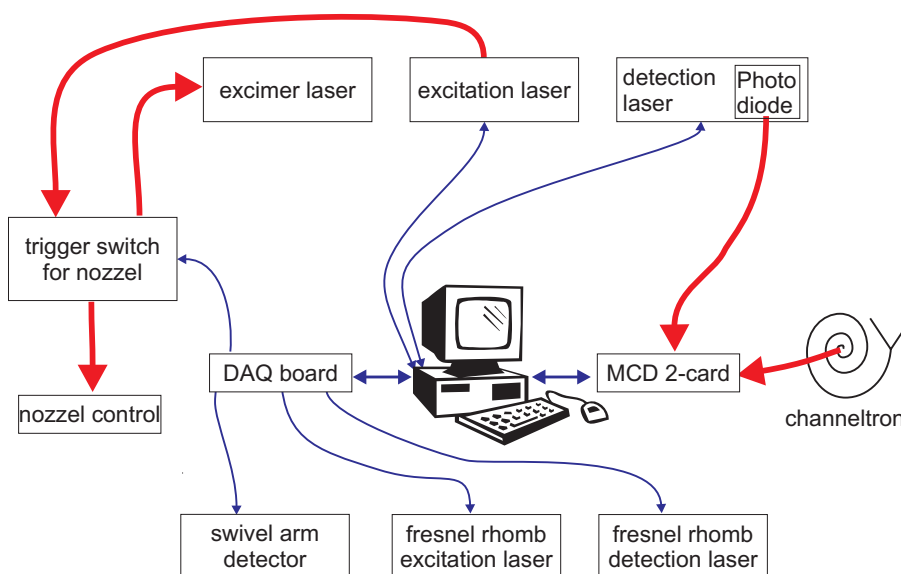 excimer laser
excitation laser
detection
laser
Photo
diode
trigger switch
for nozzel
DAQ board
MCD 2-card
nozzel control
channeltron
swivel arm
detector
fresnel rhomb
excitation laser
fresnel rhomb
detection laser